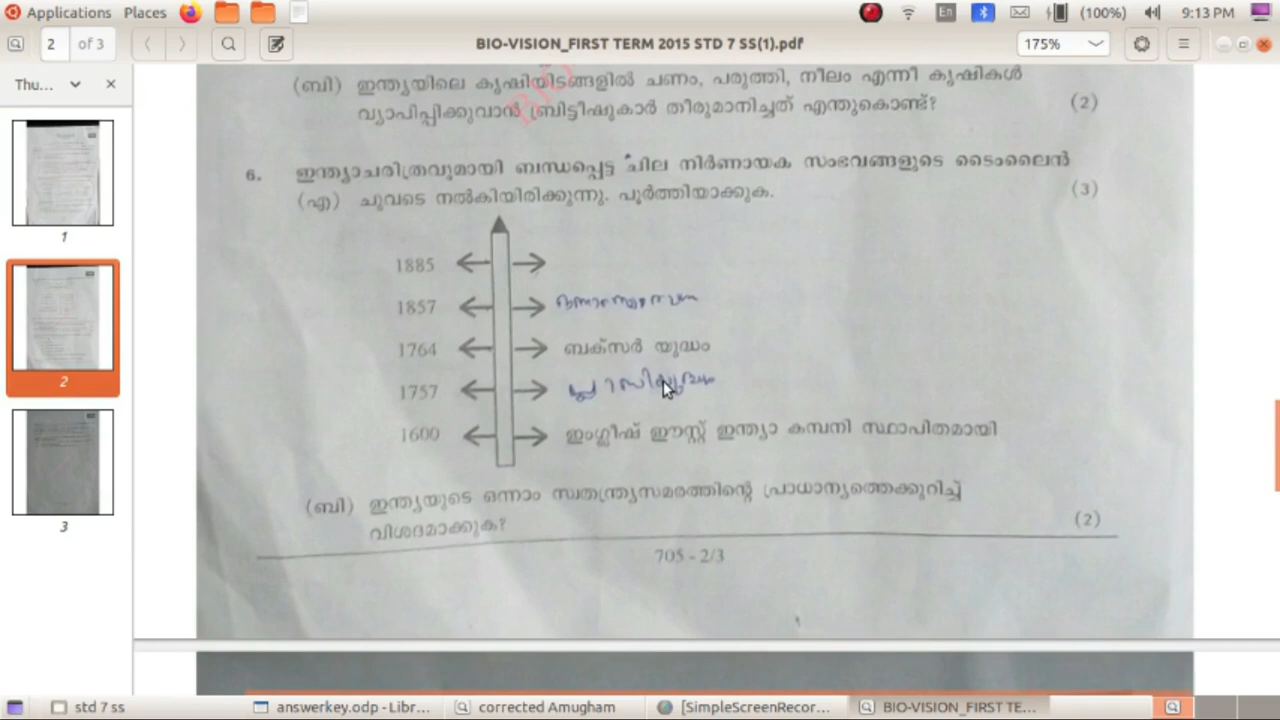 Applications Places En (100%) 9:13 PM
2 of 3 BIO-VISION_FIRST TERM 2015 STD 7 SS(1).pdf 175%
Thu...
1
2
3
(ബി) ഇന്ത്യയിലെ കൃഷിയിടങ്ങളിൽ ചണം, പരുത്തി, നീലം എന്നീ കൃഷികൾ
വ്യാപിപ്പിക്കുവാൻ ബ്രിട്ടീഷുകാർ തീരുമാനിച്ചത് എന്തുകൊണ്ട്? (2)
6. ഇന്ത്യാചരിത്രവുമായി ബന്ധപ്പെട്ട ചില നിർണായക സംഭവങ്ങളുടെ ടൈംലൈൻ
(എ) ചുവടെ നൽകിയിരിക്കുന്നു. പൂർത്തിയാക്കുക. (3)
1885
1857
1764 ബക്സർ യുദ്ധം
1757 പ്ലാസിയുദ്ധം
1600 ഇംഗ്ലീഷ് ഈസ്റ്റ് ഇന്ത്യാ കമ്പനി സ്ഥാപിതമായി
(ബി) ഇന്ത്യയുടെ ഒന്നാം സ്വതന്ത്ര്യസമരത്തിന്റെ പ്രാധാന്യത്തെക്കുറിച്ച്
വിശദമാക്കുക? (2)
705 - 2/3
std 7 ss answerkey.odp - Libr... corrected Amugham [SimpleScreenRecor... BIO-VISION_FIRST TE...